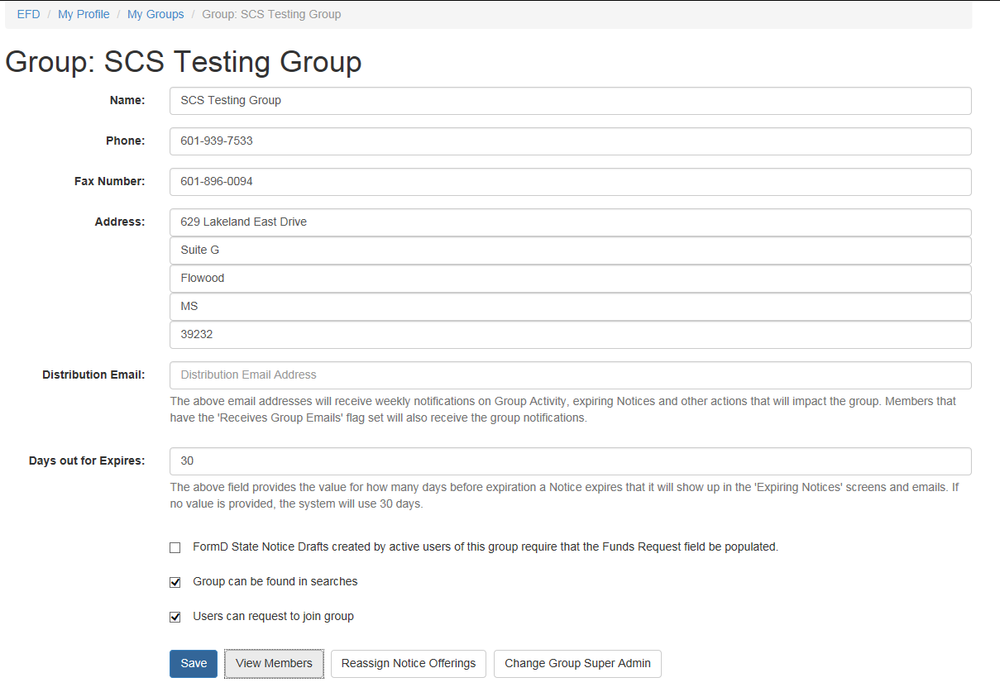 EFD / My Profile / My Groups / Group: SCS Testing Group
Group: SCS Testing Group
Name: SCS Testing Group
Phone: 601-939-7533
Fax Number: 601-896-0094
Address: 629 Lakeland East Drive
Suite G
Flowood
MS
39232
Distribution Email: Distribution Email Address
The above email addresses will receive weekly notifications on Group Activity, expiring Notices and other actions that will impact the group. Members that
have the 'Receives Group Emails' flag set will also receive the group notifications.
Days out for Expires: 30
The above field provides the value for how many days before expiration a Notice expires that it will show up in the 'Expiring Notices' screens and emails. If
no value is provided, the system will use 30 days.
FormD State Notice Drafts created by active users of this group require that the Funds Request field be populated.
Group can be found in searches
Users can request to join group
Save View Members Reassign Notice Offerings Change Group Super Admin